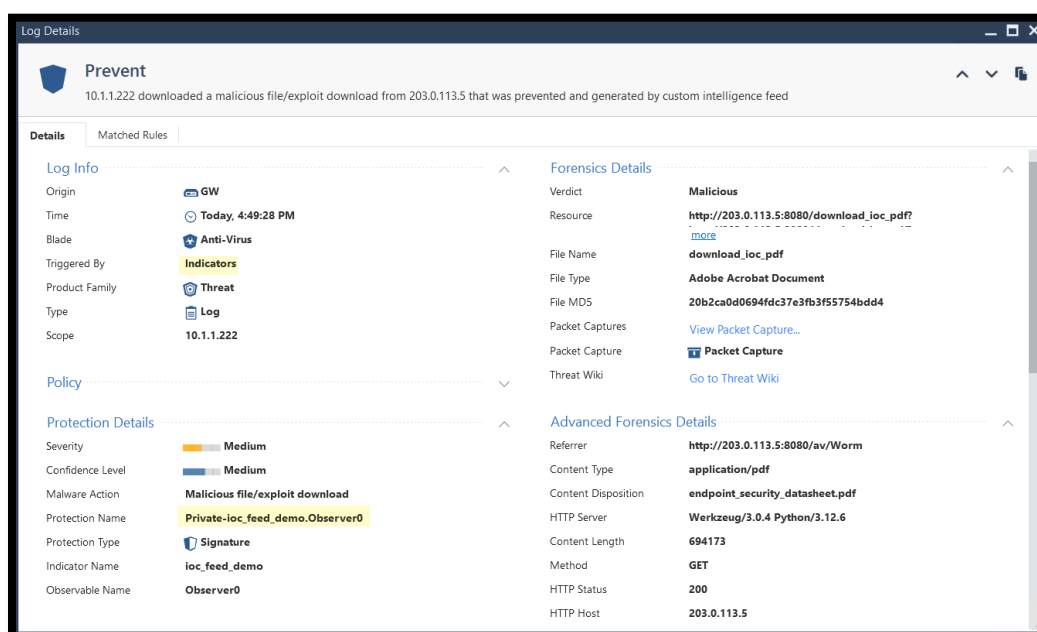 Log Details
Prevent
10.1.1.222 downloaded a malicious file/exploit download from 203.0.113.5 that was prevented and generated by custom intelligence feed
Details
Matched Rules
Log Info
Origin GW
Time Today, 4:49:28 PM
Blade Anti-Virus
Triggered By Indicators
Product Family Threat
Type Log
Scope 10.1.1.222
Policy
Protection Details
Severity Medium
Confidence Level Medium
Malware Action Malicious file/exploit download
Protection Name Private-ioc_feed_demo.Observer0
Protection Type Signature
Indicator Name ioc_feed_demo
Observable Name Observer0
Forensics Details
Verdict Malicious
Resource http://203.0.113.5:8080/download_ioc_pdf?
more
File Name download_ioc_pdf
File Type Adobe Acrobat Document
File MD5 20b2ca0d0694fdc37e3fb3f55754bdd4
Packet Captures View Packet Capture...
Packet Capture Packet Capture
Threat Wiki Go to Threat Wiki
Advanced Forensics Details
Referrer http://203.0.113.5:8080/av/Worm
Content Type application/pdf
Content Disposition endpoint_security_datasheet.pdf
HTTP Server Werkzeug/3.0.4 Python/3.12.6
Content Length 694173
Method GET
HTTP Status 200
HTTP Host 203.0.113.5